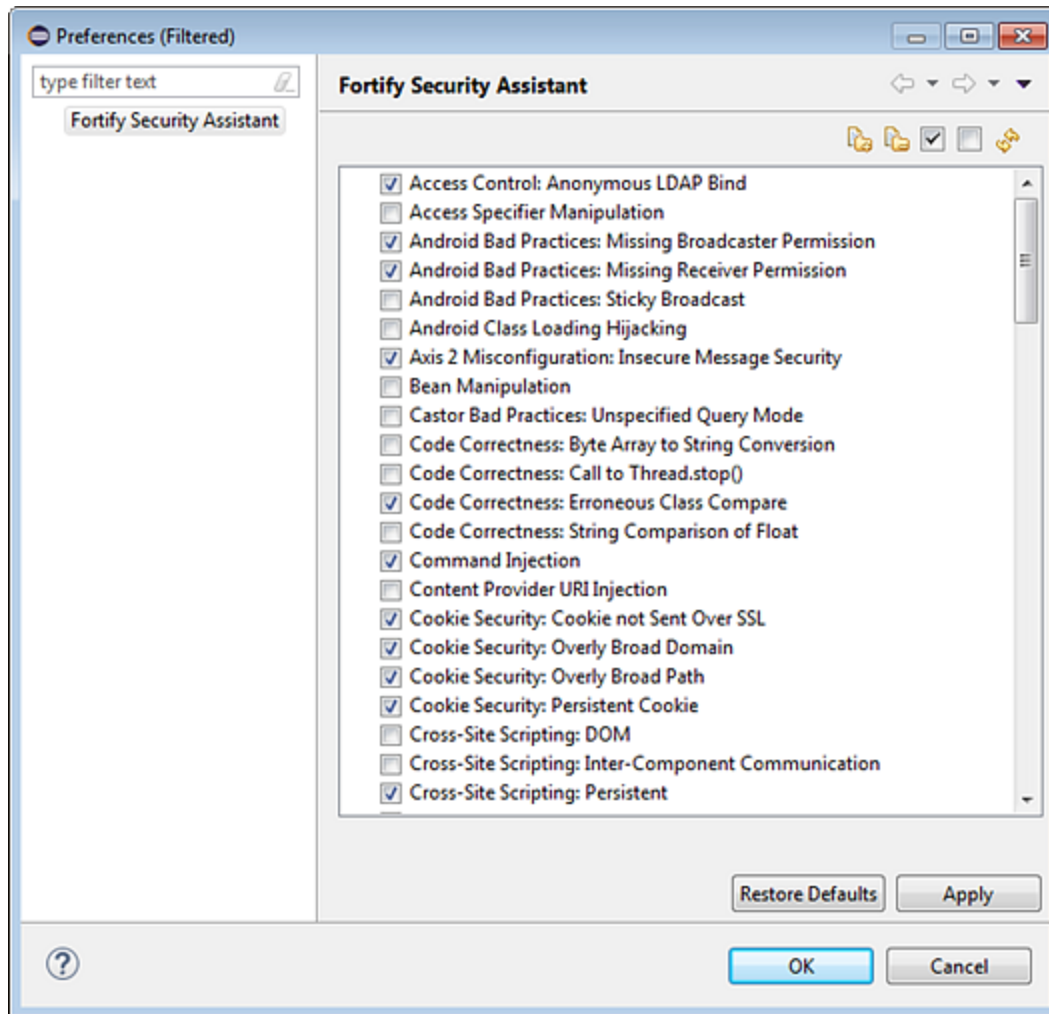 Preferences (Filtered)
type filter text
Fortify Security Assistant
Fortify Security Assistant
Access Control: Anonymous LDAP Bind
Access Specifier Manipulation
Android Bad Practices: Missing Broadcaster Permission
Android Bad Practices: Missing Receiver Permission
Android Bad Practices: Sticky Broadcast
Android Class Loading Hijacking
Axis 2 Misconfiguration: Insecure Message Security
Bean Manipulation
Castor Bad Practices: Unspecified Query Mode
Code Correctness: Byte Array to String Conversion
Code Correctness: Call to Thread.stop()
Code Correctness: Erroneous Class Compare
Code Correctness: String Comparison of Float
Command Injection
Content Provider URI Injection
Cookie Security: Cookie not Sent Over SSL
Cookie Security: Overly Broad Domain
Cookie Security: Overly Broad Path
Cookie Security: Persistent Cookie
Cross-Site Scripting: DOM
Cross-Site Scripting: Inter-Component Communication
Cross-Site Scripting: Persistent
Restore Defaults
Apply
?
OK
Cancel